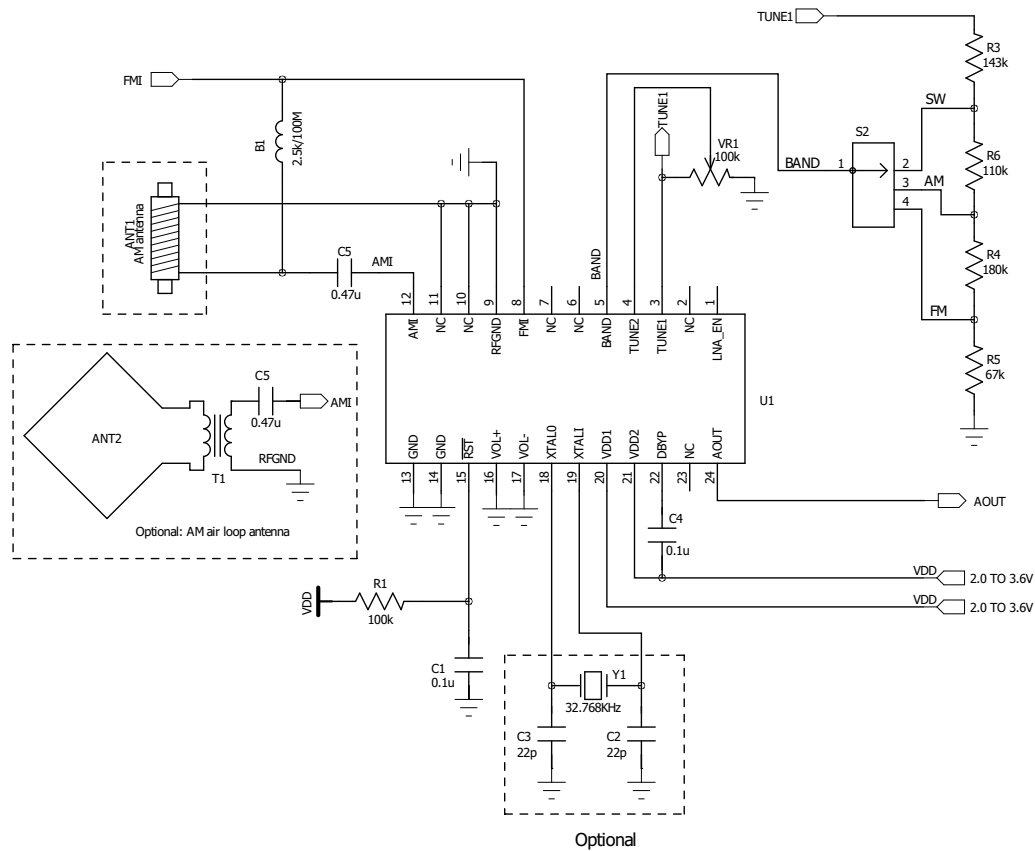 TUNE1
R3
143k
FMI
SW
B1
2.5k/100M
TUNE1
VR1
100k
S2
BAND
1
2
3
4
R6
110k
AM
ANT1
AM antenna
R4
180k
C5
0.47u
AMI
BAND
FM
12
11
10
9
8
7
6
5
4
3
2
1
AMI
NC
NC
RFGND
FMI
NC
NC
BAND
TUNE2
TUNE1
NC
LNA_EN
R5
67k
U1
C5
0.47u
AMI
ANT2
RFGND
T1
Optional: AM air loop antenna
GND
GND
RST
VOL+
VOL-
XTALO
XTALI
VDD1
VDD2
DBYP
NC
AOUT
13
14
15
16
17
18
19
20
21
22
23
24
AOUT
C4
0.1u
VDD
2.0 TO 3.6V
VDD
2.0 TO 3.6V
VDD
R1
100k
C1
0.1u
Y1
32.768KHz
C3
22p
C2
22p
Optional